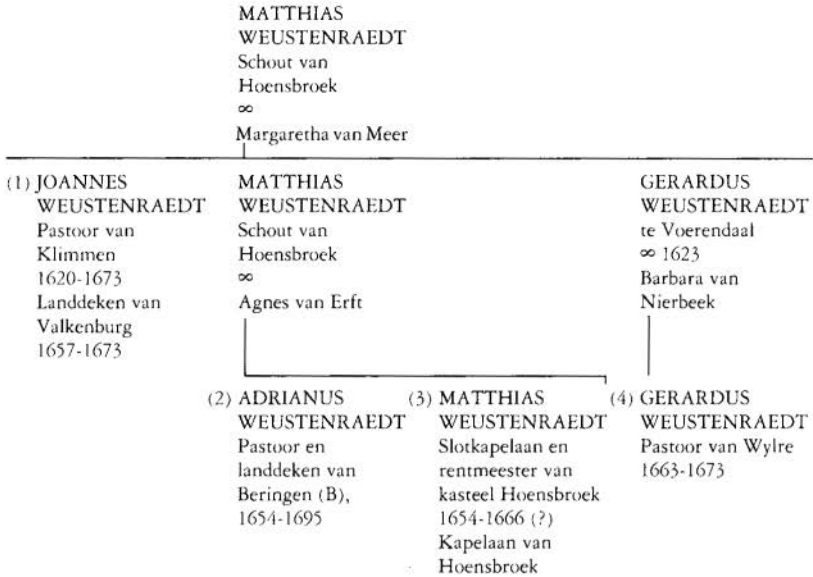 MATTHIAS
WEUSTENRAEDT
Schout van
Hoensbroek
∞
Margaretha van Meer
(1) JOANNES
WEUSTENRAEDT
Pastoor van
Klimmen
1620-1673
Landdeken van
Valkenburg
1657-1673
MATTHIAS
WEUSTENRAEDT
Schout van
Hoensbroek
∞
Agnes van Erft
GERARDUS
WEUSTENRAEDT
te Voerendaal
∞ 1623
Barbara van
Nierbeek
(2) ADRIANUS
WEUSTENRAEDT
Pastoor en
landdeken van
Beringen (B),
1654-1695
(3) MATTHIAS
WEUSTENRAEDT
Slotkapelaan en
rentmeester van
kasteel Hoensbroek
1654-1666 (?)
Kapelaan van
Hoensbroek
(4) GERARDUS
WEUSTENRAEDT
Pastoor van Wylre
1663-1673